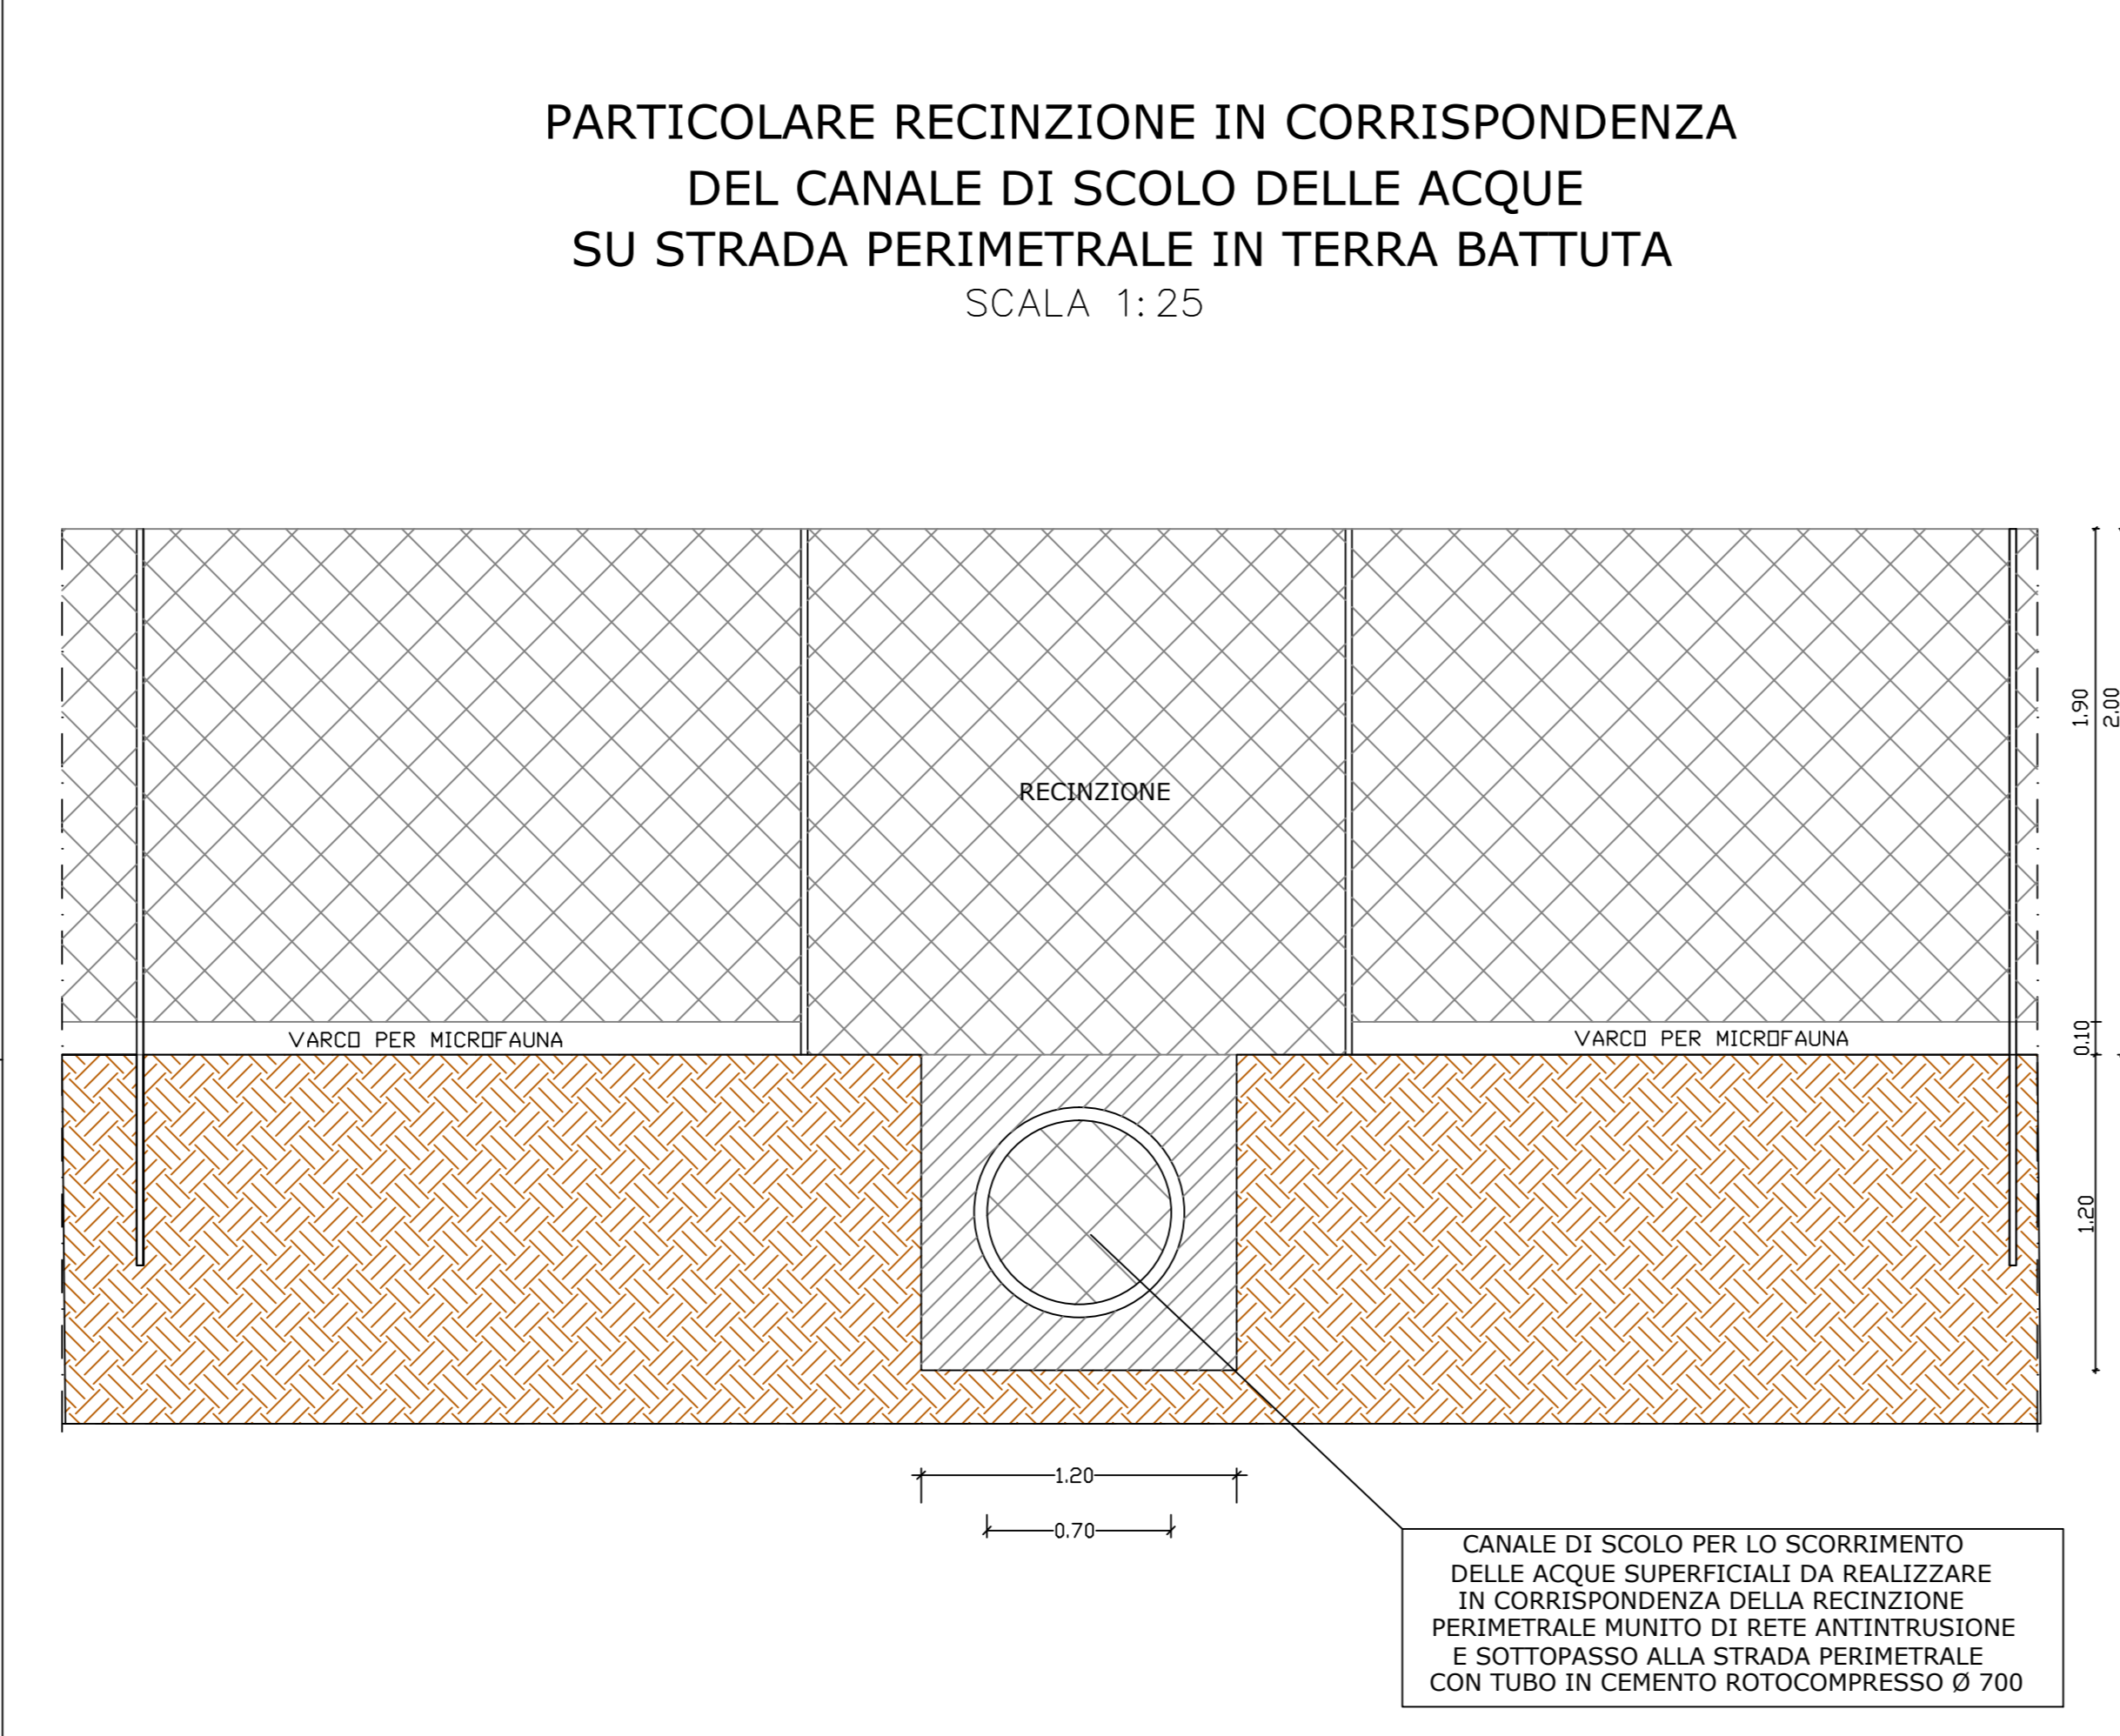 PARTICOLARE RECINZIONE IN CORRISPONDENZA
DEL CANALE DI SCOLO DELLE ACQUE
SU STRADA PERIMETRALE IN TERRA BATTUTA
SCALA 1:25
1.90
2.00
RECINZIONE
VARCO PER MICROFAUNA
VARCO PER MICROFAUNA
0.10
1.20
1.20
0.70
CANALE DI SCOLO PER LO SCORRIMENTO
DELLE ACQUE SUPERFICIALI DA REALIZZARE
IN CORRISPONDENZA DELLA RECINZIONE
PERIMETRALE MUNITO DI RETE ANTINTRUSIONE
E SOTTOPASSO ALLA STRADA PERIMETRALE
CON TUBO IN CEMENTO ROTOCOMPRESSO Ø 700